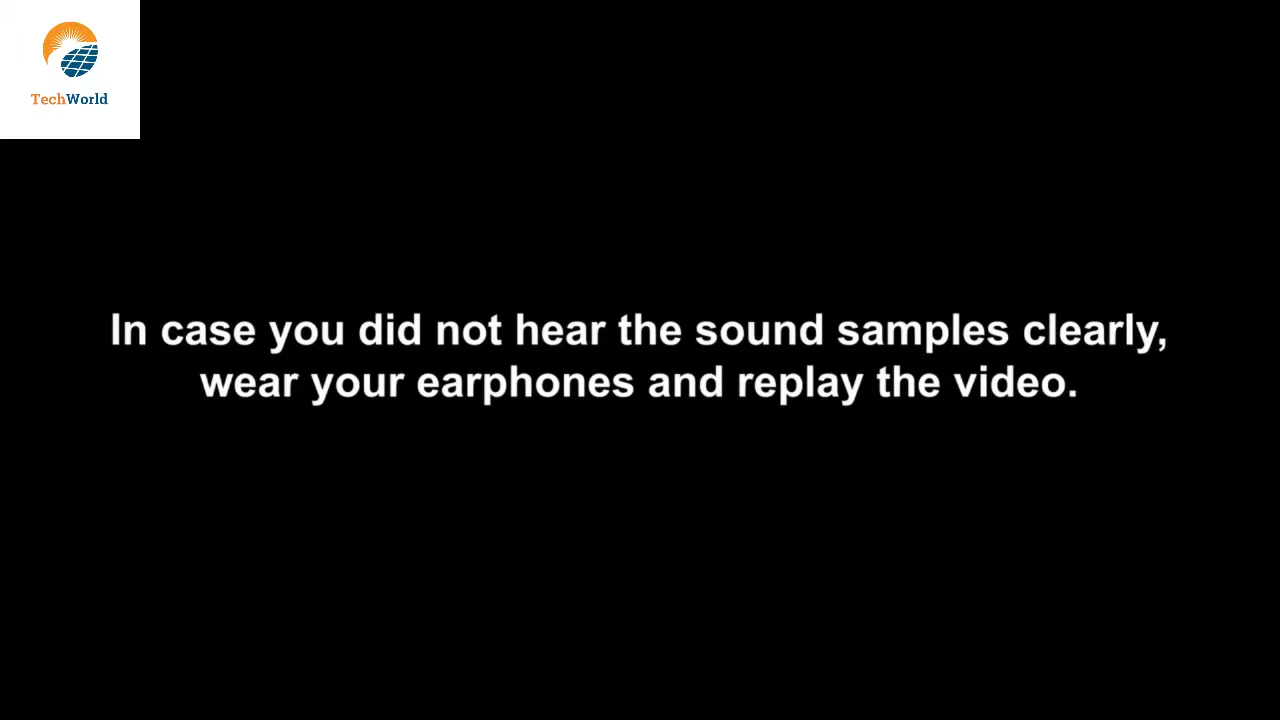 TechWorld
In case you did not hear the sound samples clearly,
wear your earphones and replay the video.